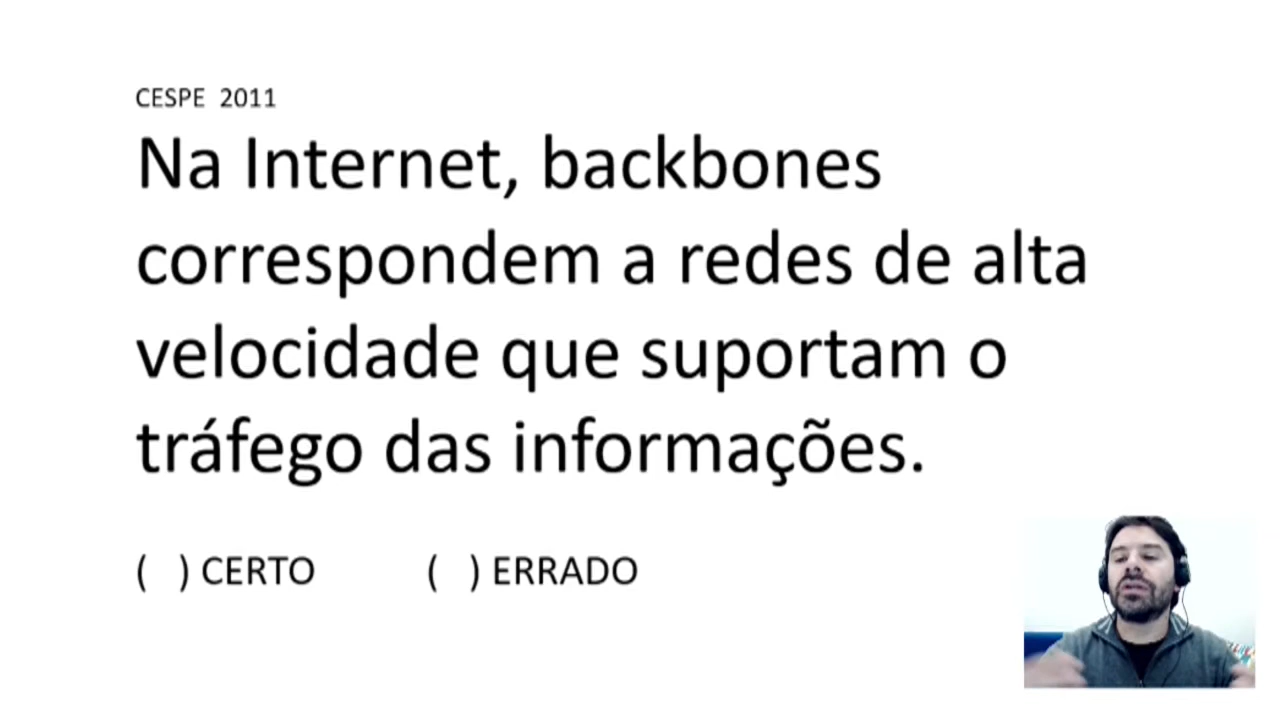 CESPE 2011
Na Internet, backbones
correspondem a redes de alta
velocidade que suportam o
tráfego das informações.
( ) CERTO ( ) ERRADO